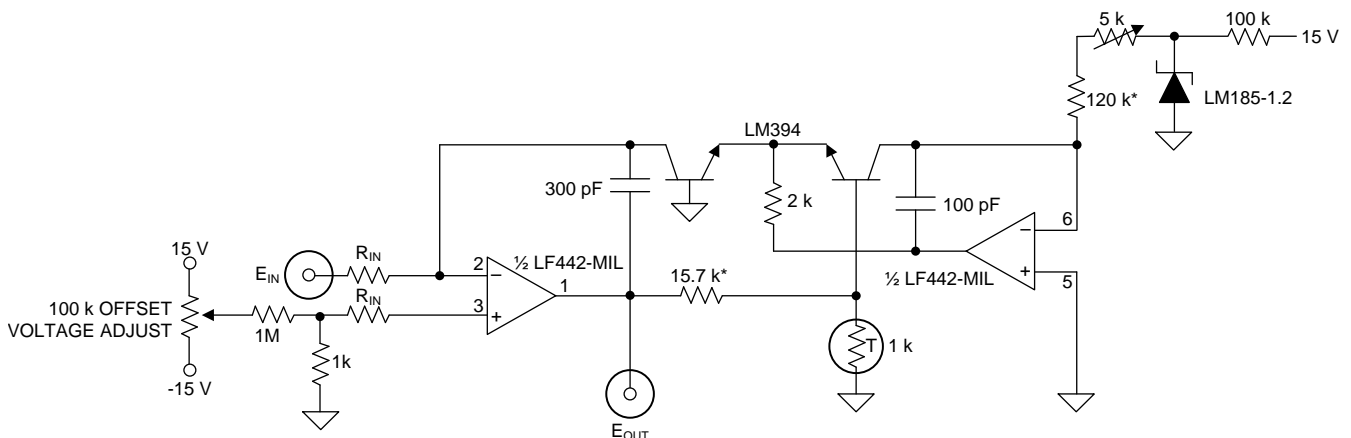 5 k
100 k
15 V
120 k*
LM185-1.2
LM394
300 pF
2 k
100 pF
6
15 V
E_IN
R_IN
2
½ LF442-MIL
1
15.7 k*
½ LF442-MIL
5
100 k OFFSET
VOLTAGE ADJUST
R_IN
3
1M
T
1 k
1k
-15 V
E_OUT